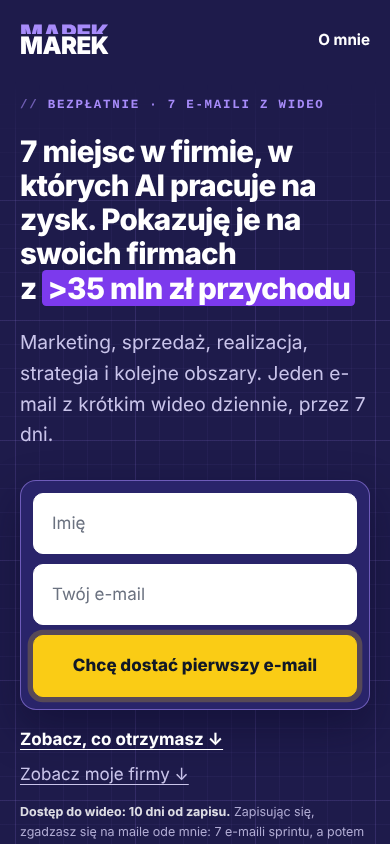 MAREK
MAREK
O mnie
// BEZPŁATNIE · 7 E-MAILI Z WIDEO
7 miejsc w firmie, w
których AI pracuje na
zysk. Pokazuję je na
swoich firmach
z >35 mln zł przychodu
Marketing, sprzedaż, realizacja,
strategia i kolejne obszary. Jeden e-
mail z krótkim wideo dziennie, przez 7
dni.
Imię
Twój e-mail
Chcę dostać pierwszy e-mail
Zobacz, co otrzymasz ↓
Zobacz moje firmy ↓
Dostęp do wideo: 10 dni od zapisu. Zapisując się,
zgadzasz się na maile ode mnie: 7 e-maili sprintu, a potem